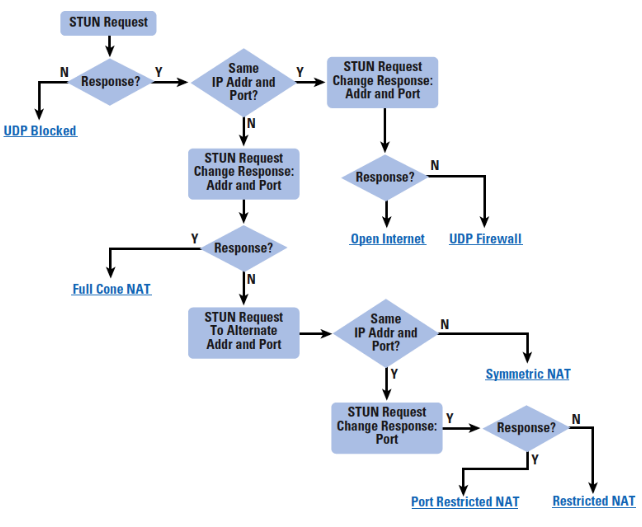 STUN Request
N
Response?
Y
Same
IP Addr and
Port?
Y
STUN Request
Change Response:
Addr and Port
UDP Blocked
N
STUN Request
Change Response:
Addr and Port
Response?
N
Open Internet
UDP Firewall
Y
Response?
Full Cone NAT
N
STUN Request
To Alternate
Addr and Port
Same
IP Addr and
Port?
N
Symmetric NAT
Y
STUN Request
Change Response:
Port
Y
Response?
N
Y
Port Restricted NAT
Restricted NAT